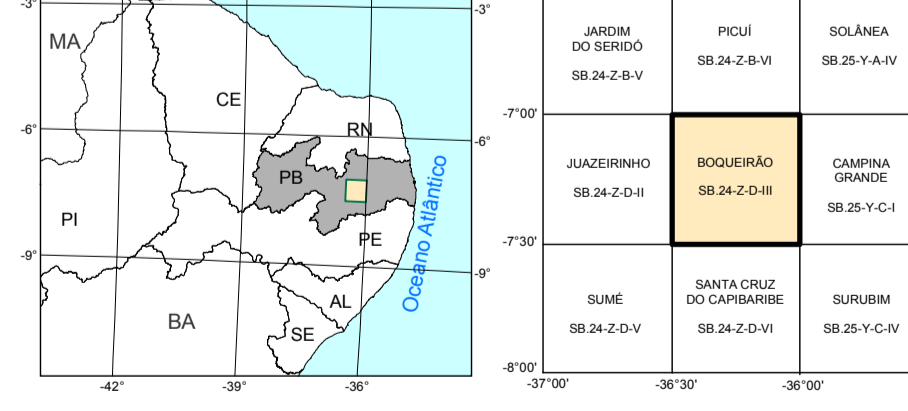 -3°
-3°
MA
CE
-6°
-6°
RN
PB
PI
PE
-9°
-9°
AL
BA
SE
Oceano Atlântico
-42°
-39°
-36°
JARDIM
DO SERIDÓ
SB.24-Z-B-V
PICUÍ
SB.24-Z-B-VI
SOLÂNEA
SB.25-Y-A-IV
-7°00'
JUAZEIRINHO
SB.24-Z-D-II
BOQUEIRÃO
SB.24-Z-D-III
CAMPINA
GRANDE
SB.25-Y-C-I
-7°30'
SUMÉ
SB.24-Z-D-V
SANTA CRUZ
DO CAPIBARIBE
SB.24-Z-D-VI
SURUBIM
SB.25-Y-C-IV
-8°00'
-37°00'
-36°30'
-36°00'